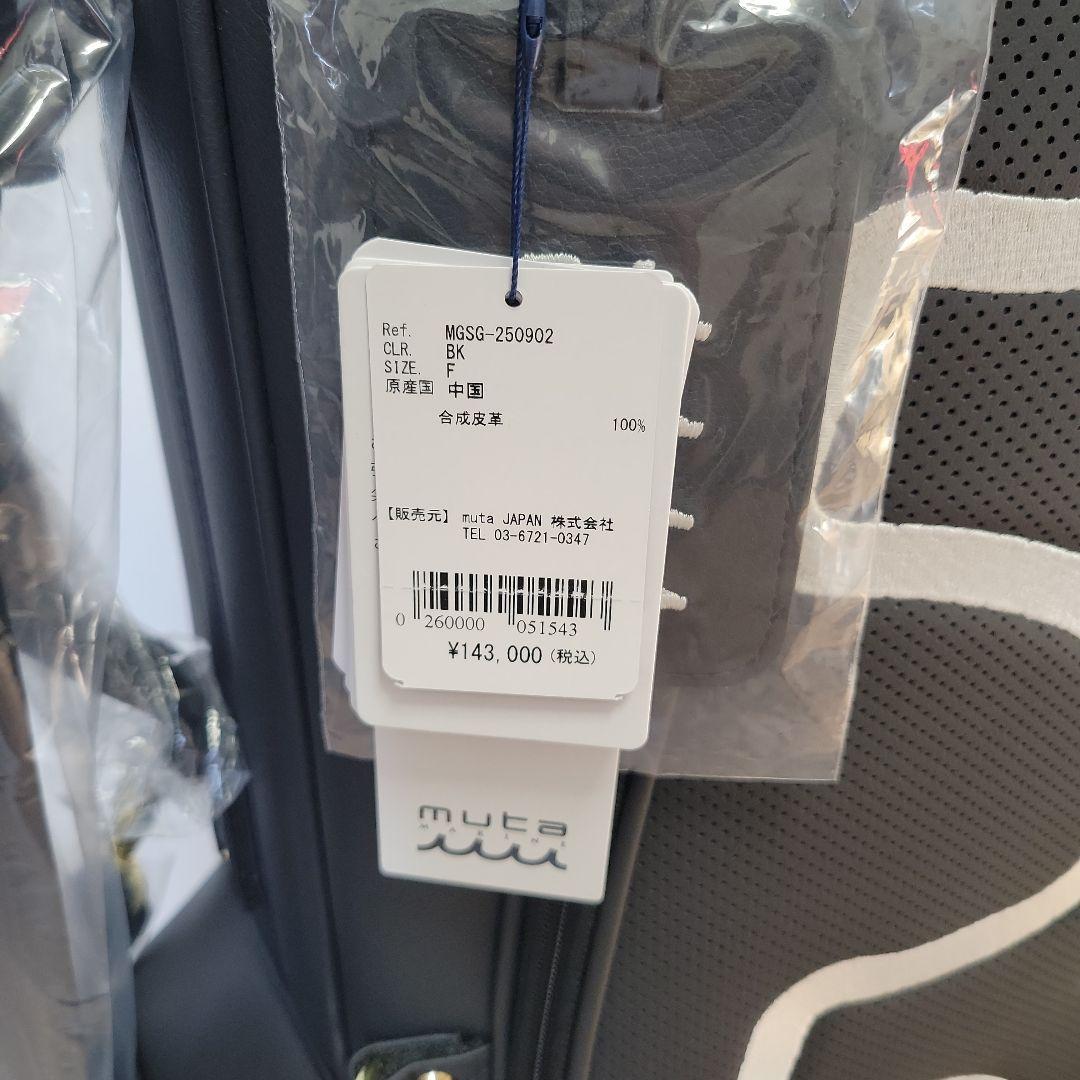 Ref. MGSG-250902
CLR. BK
SIZE. F
原産国 中国
合成皮革 100%
【販売元】 muta JAPAN 株式会社
TEL 03-6721-0347
0 260000 051543
¥143,000(税込)
muta
MARINE